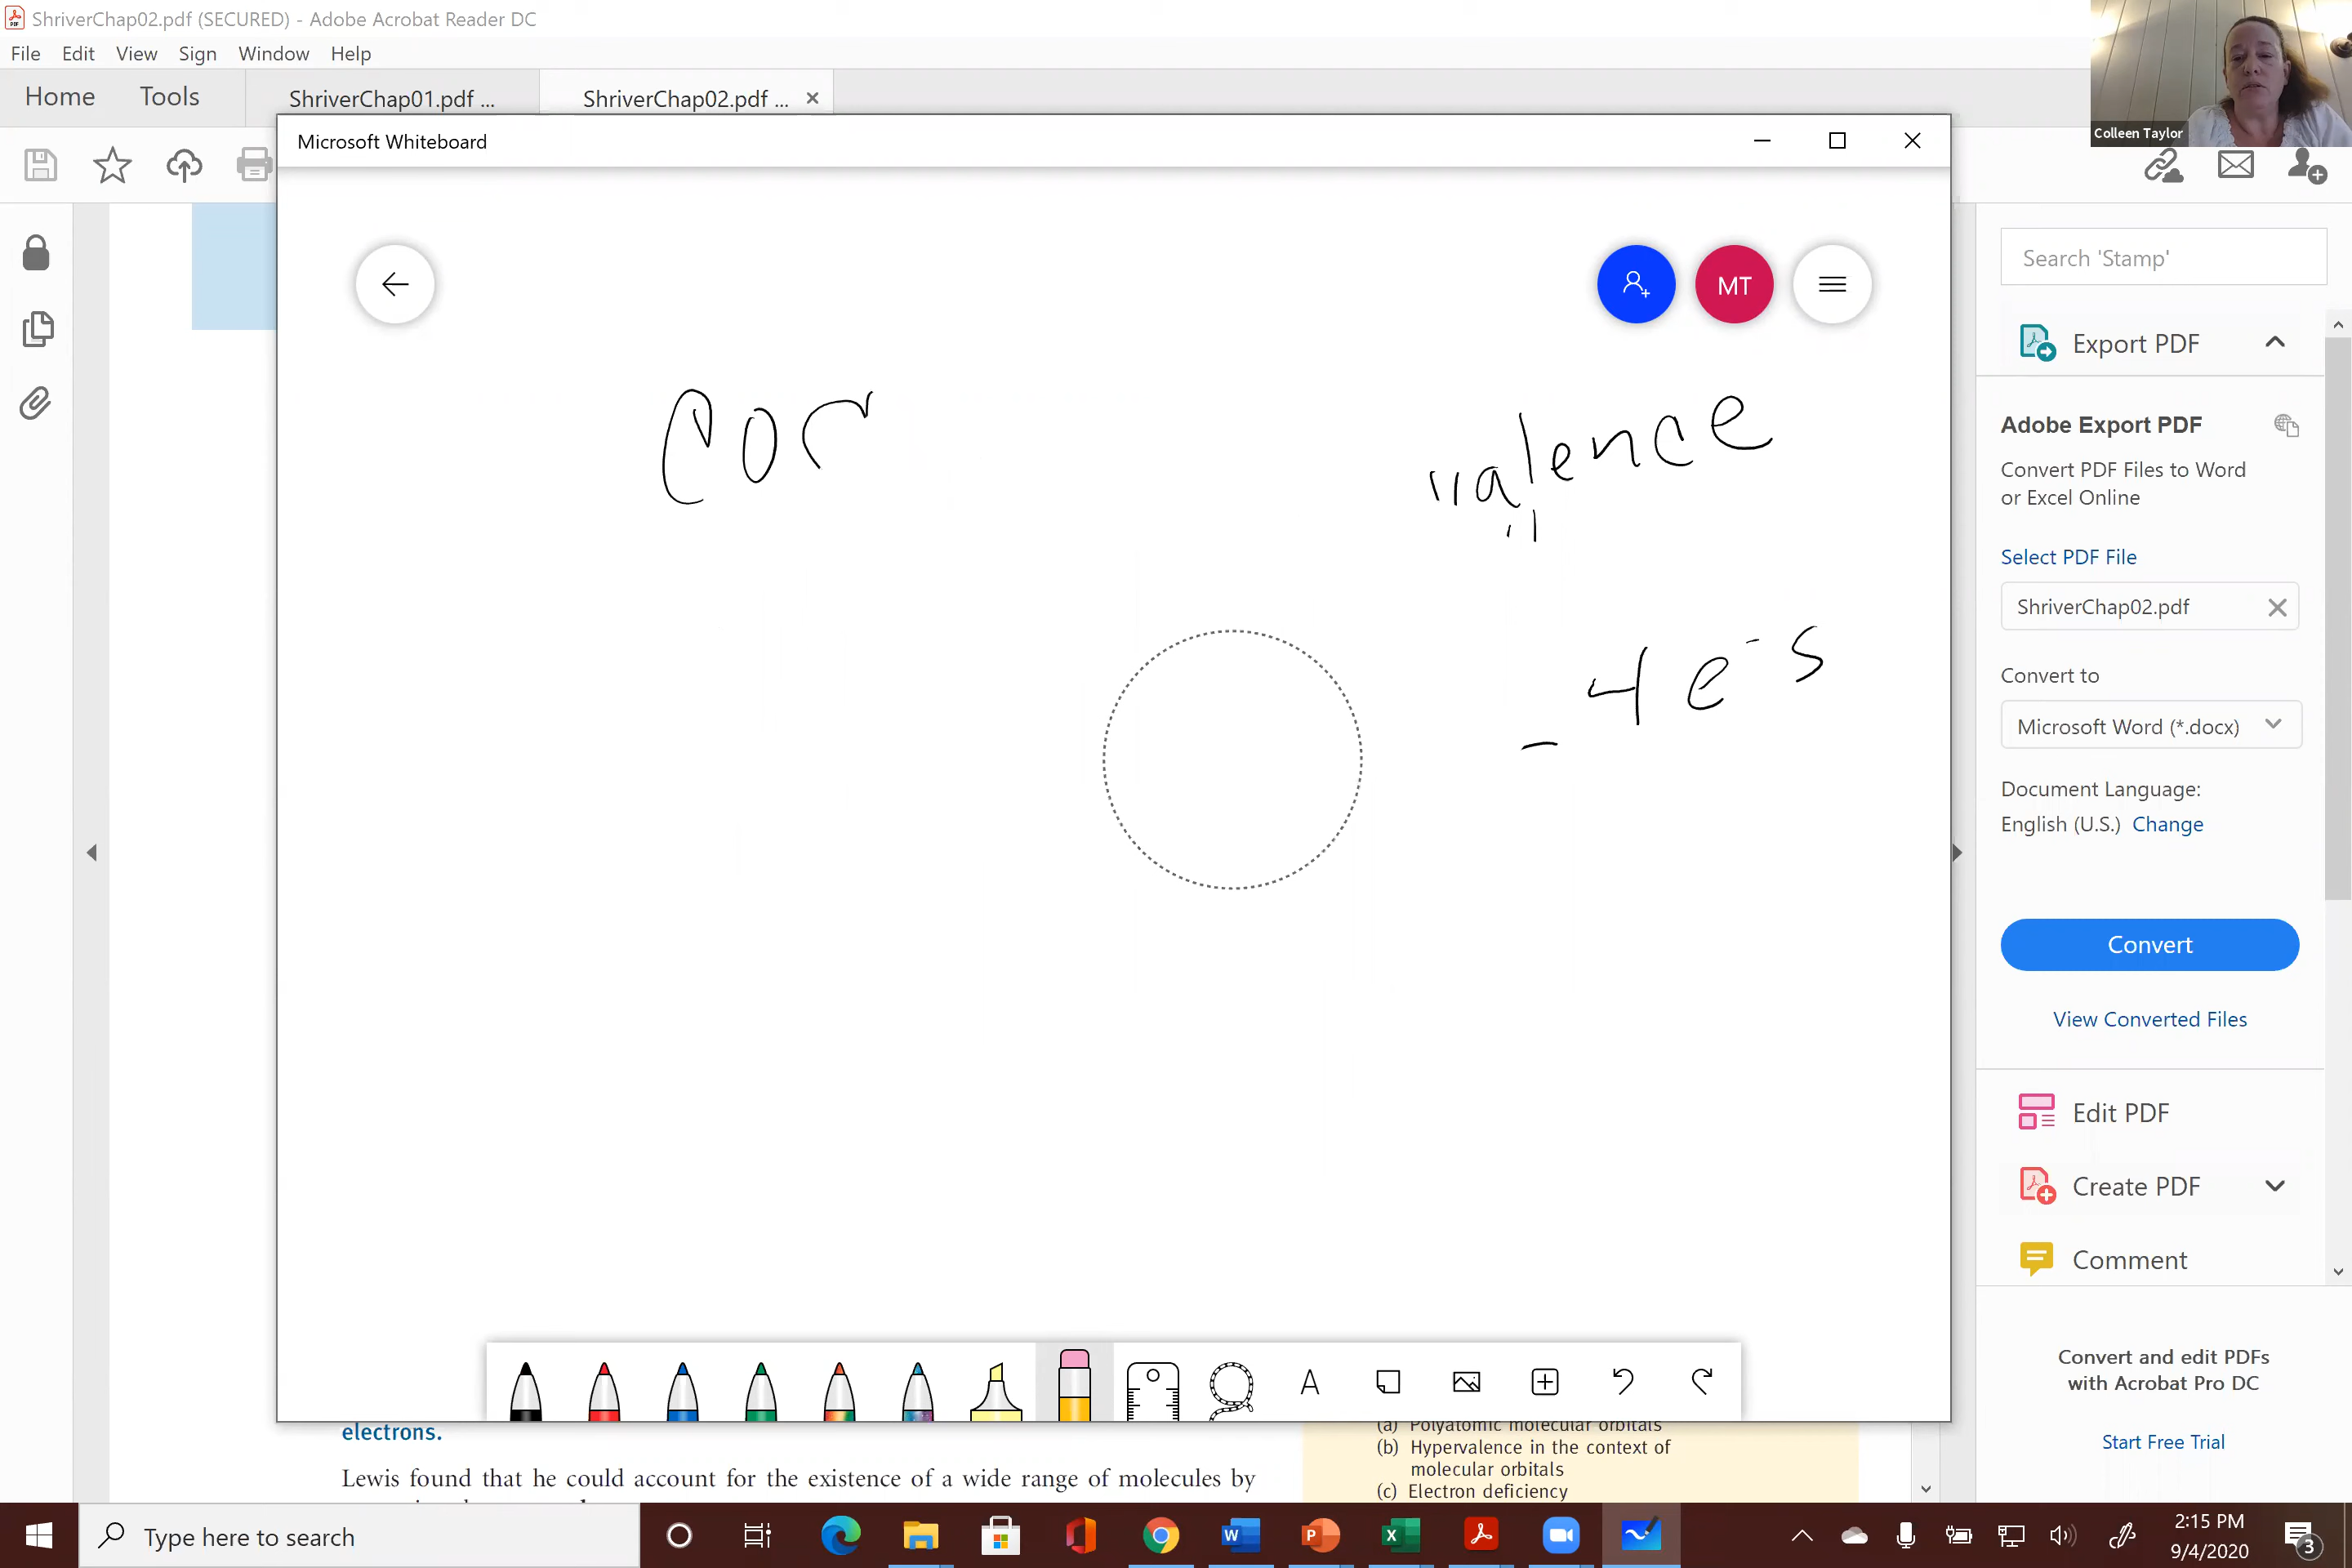 ShriverChap02.pdf (SECURED) - Adobe Acrobat Reader DC
File Edit View Sign Window Help
Home Tools ShriverChap01.pdf ... ShriverChap02.pdf ...
Colleen Taylor
Microsoft Whiteboard
MT
Cor
valence
4 e⁻s
Search 'Stamp'
Export PDF
Adobe Export PDF
Convert PDF Files to Word
or Excel Online
Select PDF File
ShriverChap02.pdf
Convert to
Microsoft Word (*.docx)
Document Language:
English (U.S.) Change
Convert
View Converted Files
Edit PDF
Create PDF
Comment
Convert and edit PDFs
with Acrobat Pro DC
Start Free Trial
A
electrons.
Lewis found that he could account for the existence of a wide range of molecules by
(a) Polyatomic molecular orbitals
(b) Hypervalence in the context of
molecular orbitals
(c) Electron deficiency
Type here to search
2:15 PM
9/4/2020
3